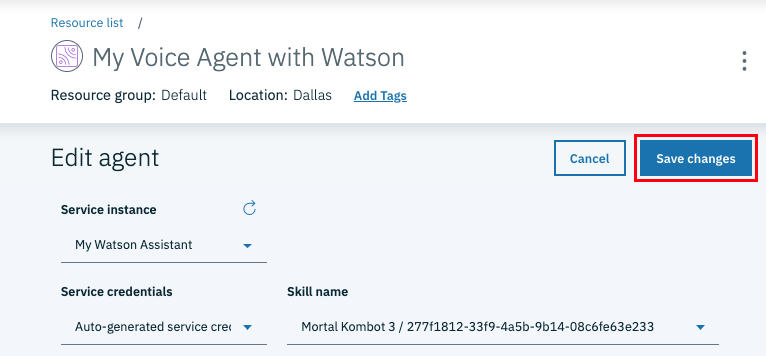 Resource list /
My Voice Agent with Watson
Resource group: Default Location: Dallas Add Tags
Edit agent Cancel Save changes
Service instance
My Watson Assistant
Service credentials Skill name
Auto-generated service cre Mortal Kombot 3 / 277f1812-33f9-4a5b-9b14-08c6fe63e233